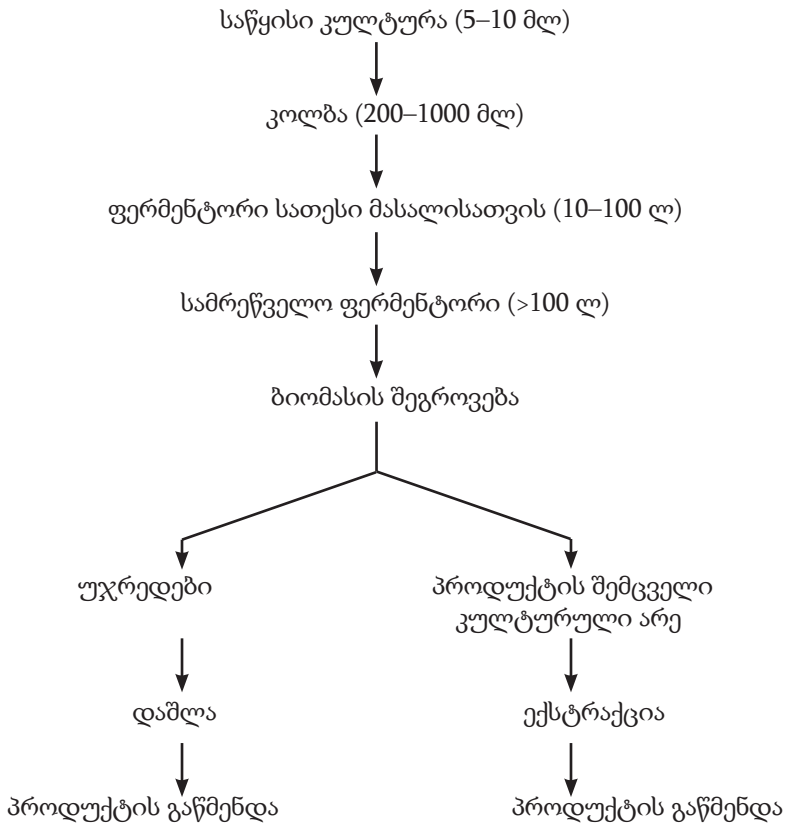 საწყისი კულტურა (5–10 მლ)
კოლბა (200–1000 მლ)
ფერმენტორი სათესი მასალისათვის (10–100 ლ)
სამრეწველო ფერმენტორი (>100 ლ)
ბიომასის შეგროვება
უჯრედები
პროდუქტის შემცველი
კულტურული არე
დაშლა
ექსტრაქცია
პროდუქტის გაწმენდა
პროდუქტის გაწმენდა